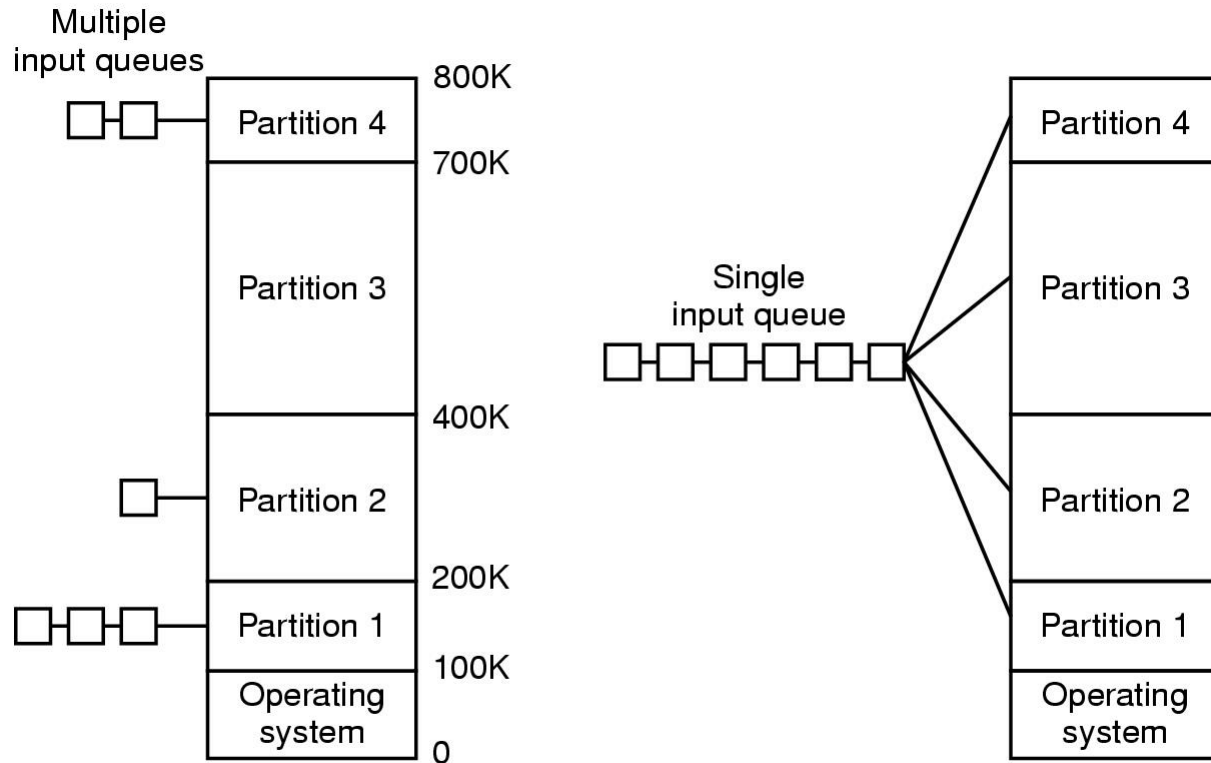 Multiple
input queues
800K
Partition 4
700K
Partition 3
400K
Partition 2
200K
Partition 1
100K
Operating
system
0
Single
input queue
Partition 4
Partition 3
Partition 2
Partition 1
Operating
system